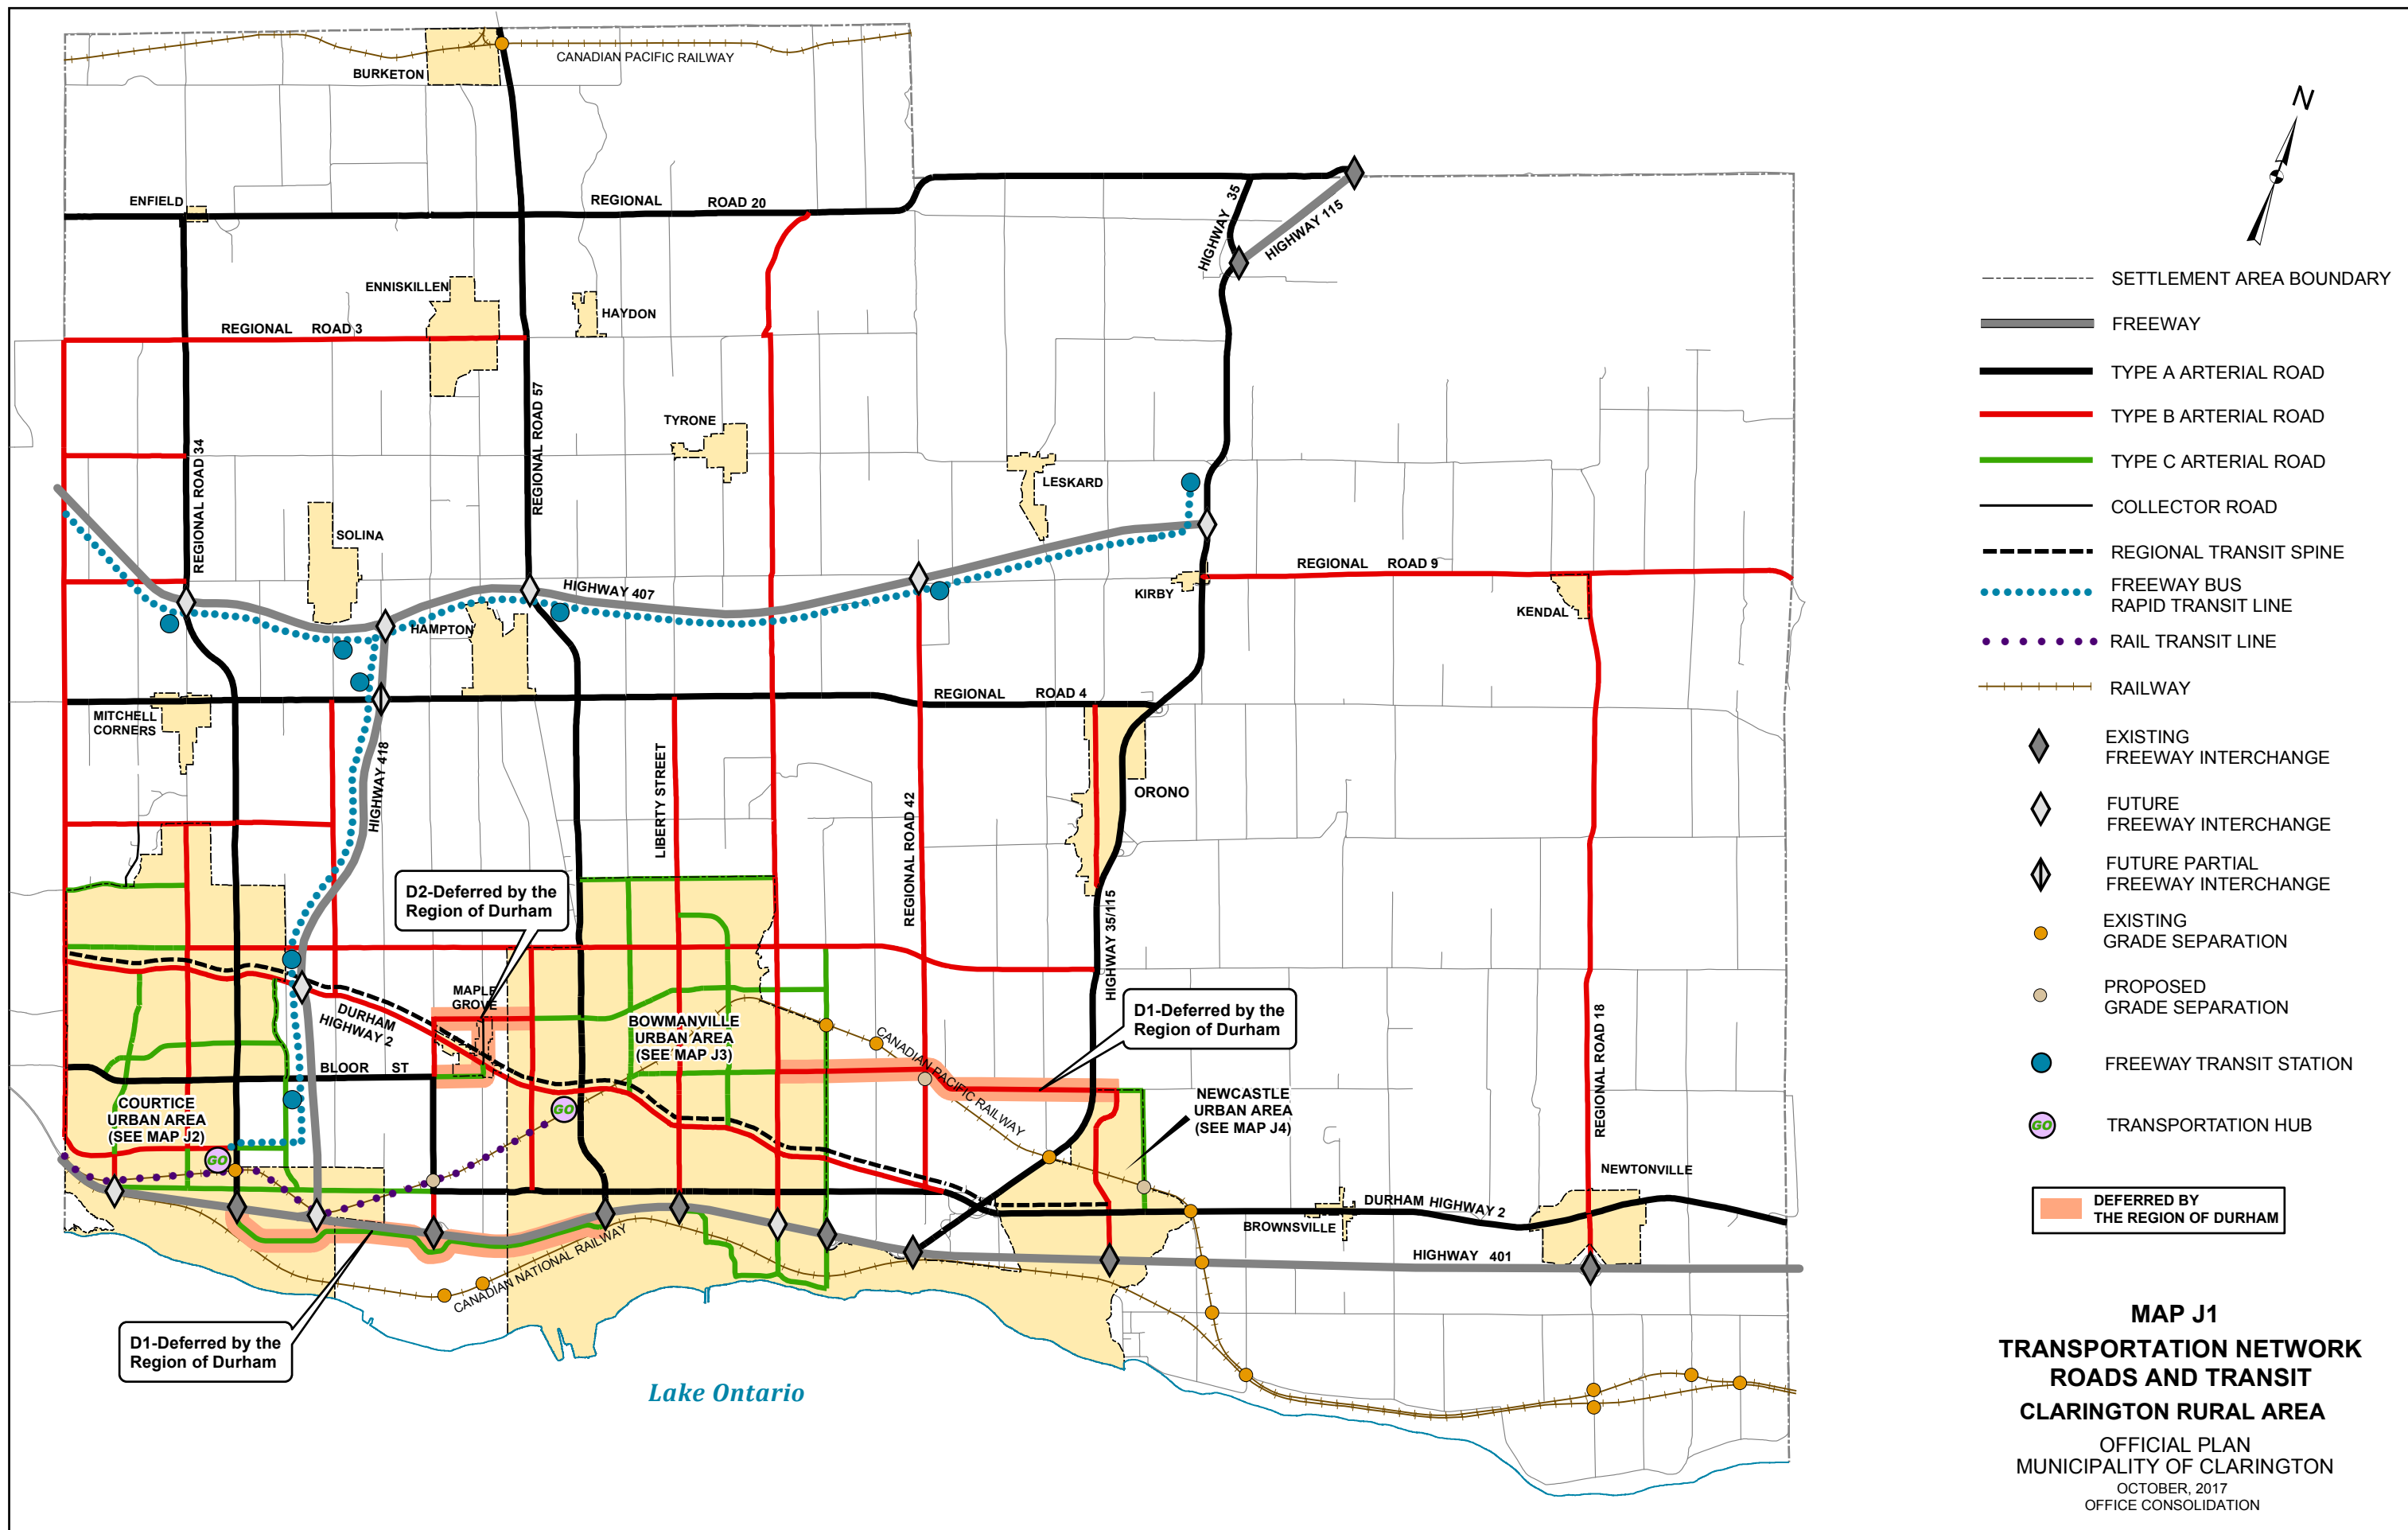 CANADIAN PACIFIC RAILWAY
BURKETON
N
ENFIELD
REGIONAL ROAD 20
HIGHWAY 35
HIGHWAY 115
ENNISKILLEN
HAYDON
REGIONAL ROAD 3
REGIONAL ROAD 57
TYRONE
REGIONAL ROAD 34
LESKARD
SOLINA
HIGHWAY 407
REGIONAL ROAD 9
KIRBY
KENDAL
HAMPTON
REGIONAL ROAD 4
MITCHELL
CORNERS
HIGHWAY 418
LIBERTY STREET
REGIONAL ROAD 42
ORONO
D2-Deferred by the
Region of Durham
HIGHWAY 35/115
MAPLE
GROVE
DURHAM
HIGHWAY 2
BOWMANVILLE
URBAN AREA
(SEE MAP J3)
CANADIAN PACIFIC RAILWAY
D1-Deferred by the
Region of Durham
REGIONAL ROAD 18
BLOOR ST
COURTICE
URBAN AREA
(SEE MAP J2)
GO
GO
NEWCASTLE
URBAN AREA
(SEE MAP J4)
NEWTONVILLE
DURHAM HIGHWAY 2
BROWNSVILLE
HIGHWAY 401
CANADIAN NATIONAL RAILWAY
D1-Deferred by the
Region of Durham
Lake Ontario
SETTLEMENT AREA BOUNDARY
FREEWAY
TYPE A ARTERIAL ROAD
TYPE B ARTERIAL ROAD
TYPE C ARTERIAL ROAD
COLLECTOR ROAD
REGIONAL TRANSIT SPINE
FREEWAY BUS
RAPID TRANSIT LINE
RAIL TRANSIT LINE
RAILWAY
EXISTING
FREEWAY INTERCHANGE
FUTURE
FREEWAY INTERCHANGE
FUTURE PARTIAL
FREEWAY INTERCHANGE
EXISTING
GRADE SEPARATION
PROPOSED
GRADE SEPARATION
FREEWAY TRANSIT STATION
GO
TRANSPORTATION HUB
DEFERRED BY
THE REGION OF DURHAM
MAP J1
TRANSPORTATION NETWORK
ROADS AND TRANSIT
CLARINGTON RURAL AREA
OFFICIAL PLAN
MUNICIPALITY OF CLARINGTON
OCTOBER, 2017
OFFICE CONSOLIDATION